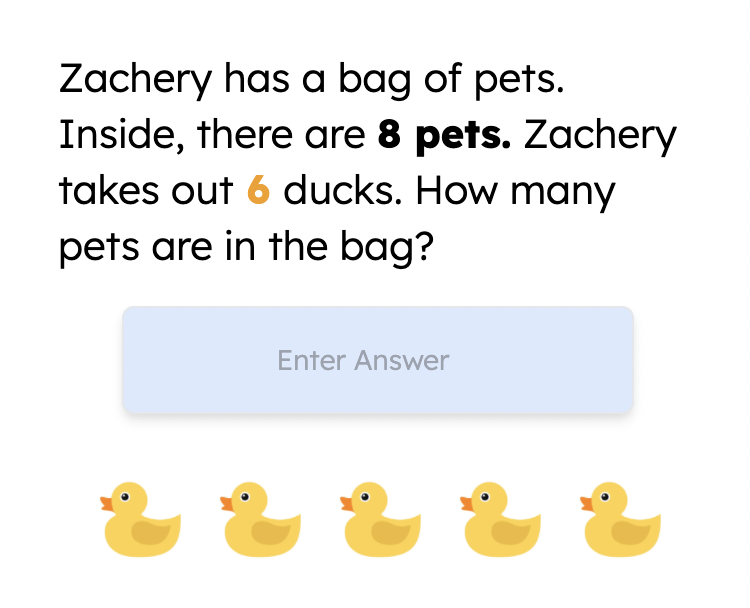 Zachery has a bag of pets.
Inside, there are 8 pets. Zachery
takes out 6 ducks. How many
pets are in the bag?
Enter Answer